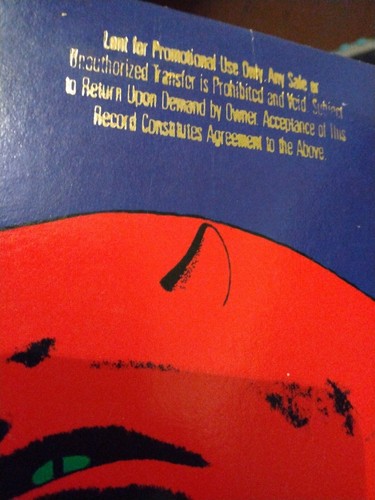 Lent for Promotional Use Only. Any Sale or
Unauthorized Transfer is Prohibited and Void. Subject
to Return Upon Demand by Owner. Acceptance of This
Record Constitutes Agreement to the Above.